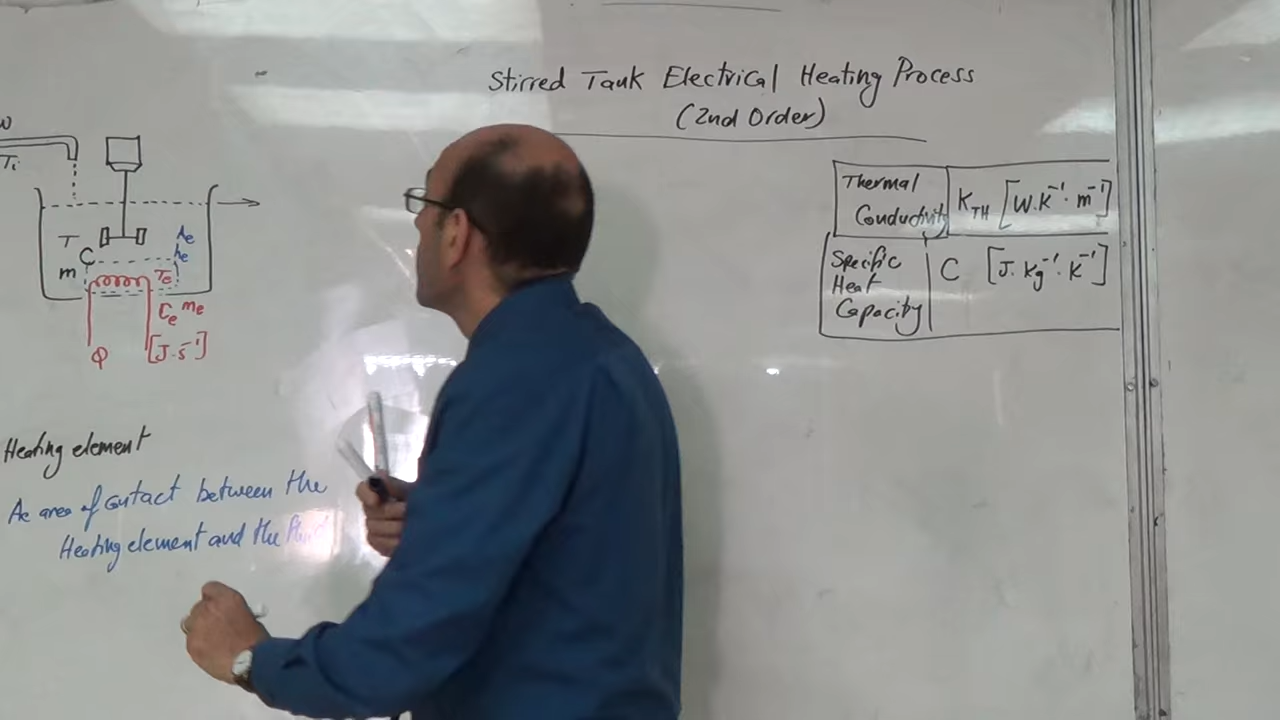 Stirred Tank Electrical Heating Process
(2nd Order)
W
Ti
T
C
m
Ae
he
Te
Ce me
Q [J.s⁻¹]
Thermal Conductivity K_TH [W.K⁻¹.m⁻¹]
Specific Heat Capacity C [J.Kg⁻¹.K⁻¹]
Heating element
Ae area of contact between the
Heating element and the fluid